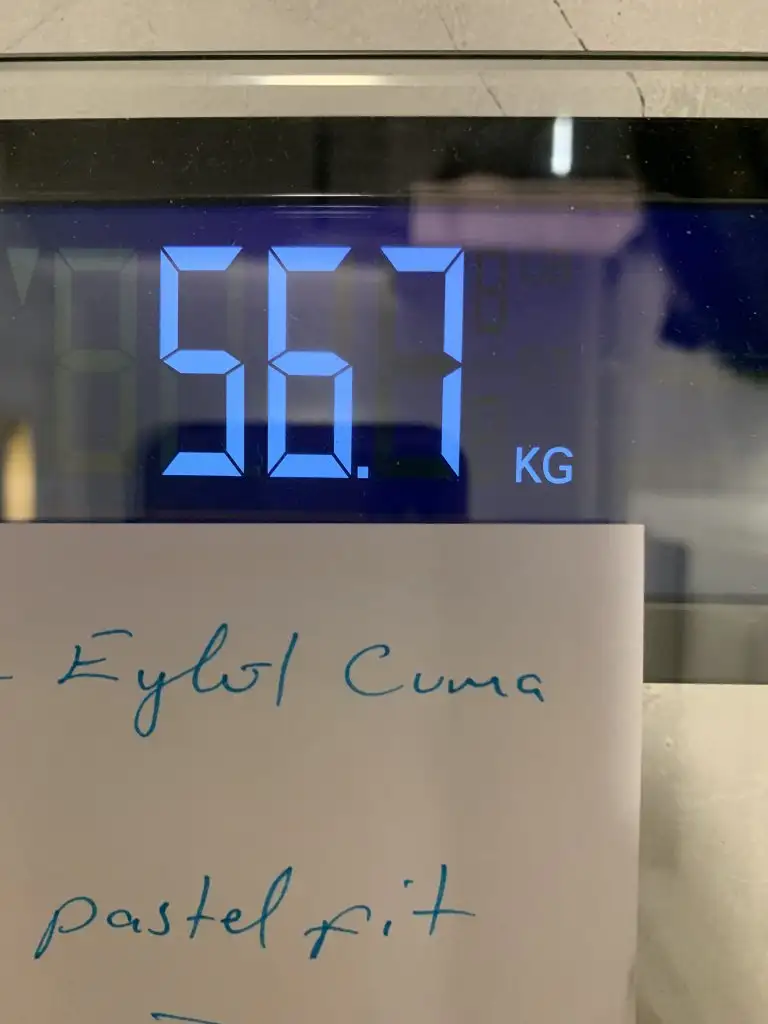 56.7 KG
- Eylül Cuma
pastel fit